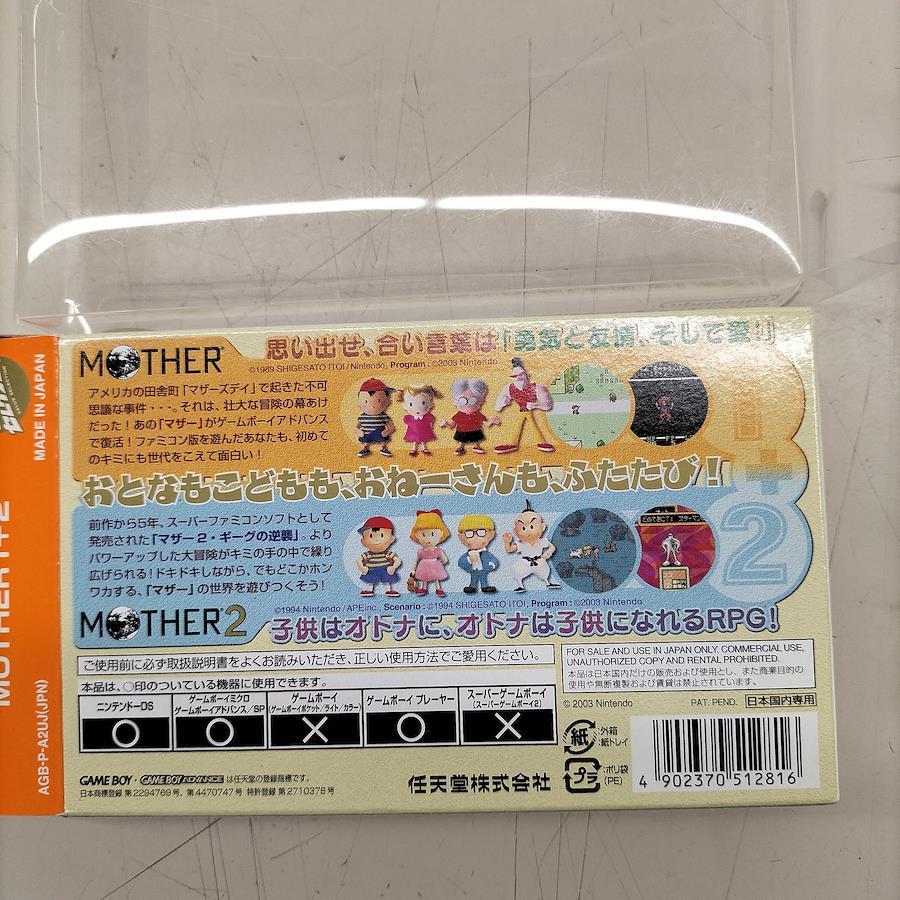 MOTHER
思い出せ、合い言葉は「勇気と友情、そして愛!」
©1989 SHIGESATO ITOI/Nintendo, Program: ©2003 Nintendo
アメリカの田舎町「マザーズデイ」で起きた不可
思議な事件・・・。それは、壮大な冒険の幕あけ
だった!あの「マザー」がゲームボーイアドバンス
で復活!ファミコン版を遊んだあなたも、初めて
のキミにも世代をこえて面白い!
おとなもこどもも、おねーさんも、ふたたび!
前作から5年、スーパーファミコンソフトとして
発売された「マザー2・ギーグの逆襲」。より
パワーアップした大冒険がキミの手の中で繰り
広げられる!ドキドキしながら、でもどこかホン
ワカする、「マザー」の世界を遊びつくそう!
+
2
©1994 Nintendo/APE inc., Scenario: ©1994 SHIGESATO ITOI, Program: ©2003 Nintendo
MOTHER2
子供はオトナに、オトナは子供になれるRPG!
ご使用前に必ず取扱説明書をよくお読みいただき、正しい使用方法でご愛用ください。
本品は、○印のついている機器に使用できます。
ニンテンドーDS
ゲームボーイミクロ
ゲームボーイアドバンス/SP
ゲームボーイ
(ゲームボーイポケット/ライト/カラー)
ゲームボーイ プレーヤー
スーパーゲームボーイ
(スーパーゲームボーイ2)
○ ○ × ○ ×
GAME BOY・GAME BOY ADVANCE は任天堂の登録商標です。
日本商標登録 第2294769号, 第4470747号 特許登録 第2710378号
任天堂株式会社
FOR SALE AND USE IN JAPAN ONLY. COMMERCIAL USE,
UNAUTHORIZED COPY AND RENTAL PROHIBITED.
本品は日本国内だけの販売および使用とし、また商業目的の
使用や無断複製および賃貸は禁止されています。
© 2003 Nintendo
PAT. PEND.
日本国内専用
紙
:外箱
:紙トレイ
プラ
:ポリ袋
(PE)
4 902370 512816
MADE IN JAPAN
MOTHER1+2
AGB-P-A2UJ(JPN)